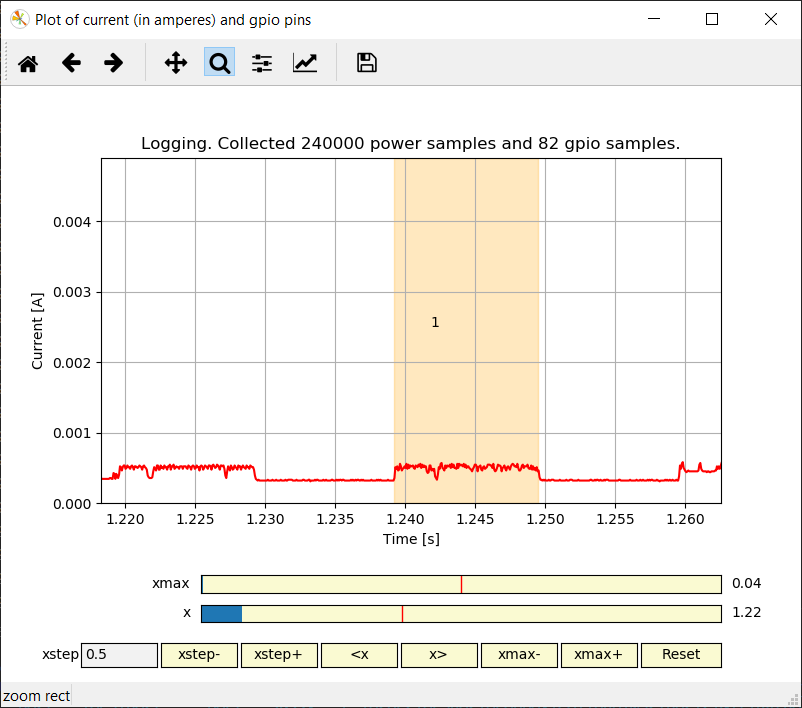 Plot of current (in amperes) and gpio pins
Logging. Collected 240000 power samples and 82 gpio samples.
0.004
0.003
0.002
0.001
0.000
Current [A]
1
1.220 1.225 1.230 1.235 1.240 1.245 1.250 1.255 1.260
Time [s]
xmax 0.04
x 1.22
xstep 0.5 xstep- xstep+ <x x> xmax- xmax+ Reset
zoom rect